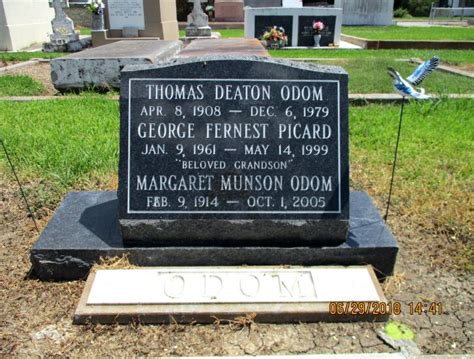 THOMAS DEATON ODOM
APR. 8, 1908 — DEC. 6, 1979
GEORGE FERNEST PICARD
JAN. 9, 1961 — MAY 14, 1999
"BELOVED GRANDSON"
MARGARET MUNSON ODOM
FEB. 9, 1914 — OCT. 1, 2005
ODOM
06/29/2018 14:41